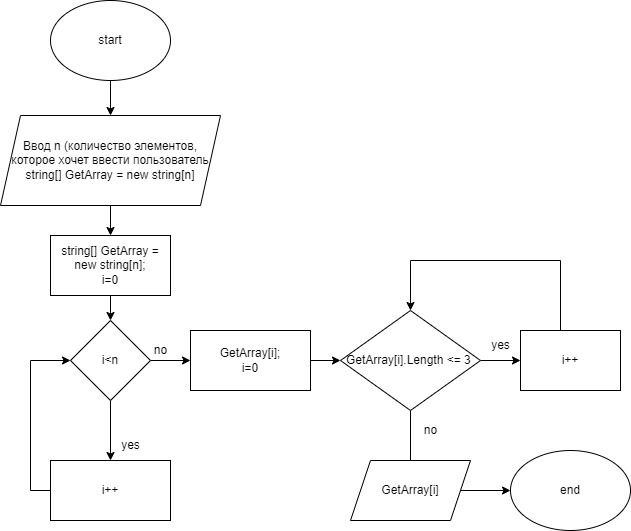 start
Ввод n (количество элементов,
которое хочет ввести пользователь
string[] GetArray = new string[n]
string[] GetArray =
new string[n];
i=0
i<n
no
yes
i++
GetArray[i];
i=0
GetArray[i].Length <= 3
yes
i++
no
GetArray[i]
end